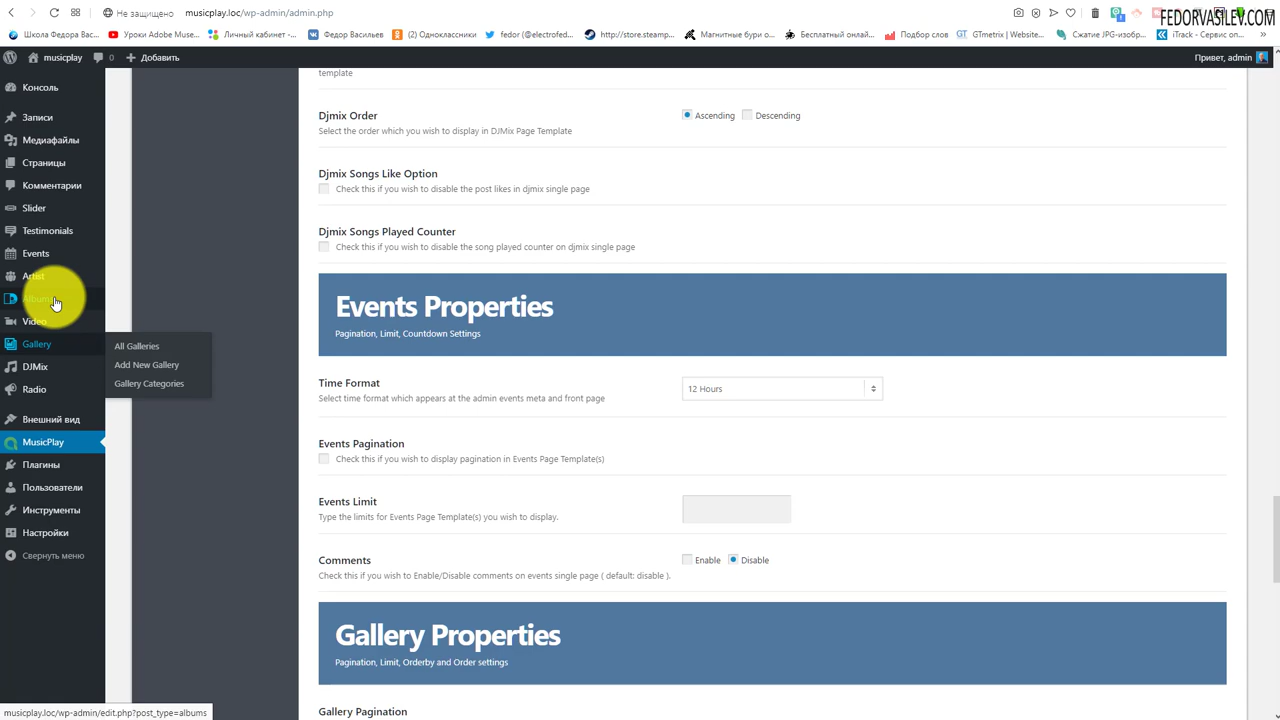 Не защищено
musicplay.loc/wp-admin/admin.php
FEDORVASILEV.COM
Школа Федора Вас...
Уроки Adobe Muse...
Личный кабинет -...
Федор Васильев
(2) Одноклассники
fedor (@electrofed...
http://store.steamp...
Магнитные бури о...
Бесплатный онлай...
Подбор слов
GTmetrix | Website...
Сжатие JPG-изобр...
iTrack - Сервис оп...
musicplay
0
Добавить
Привет, admin
Консоль
Записи
Медиафайлы
Страницы
Комментарии
Slider
Testimonials
Events
Artist
Album
Video
Gallery
DJMix
Radio
Внешний вид
MusicPlay
Плагины
Пользователи
Инструменты
Настройки
Свернуть меню
All Galleries
Add New Gallery
Gallery Categories
template
Djmix Order
Select the order which you wish to display in DJMix Page Template
Ascending
Descending
Djmix Songs Like Option
Check this if you wish to disable the post likes in djmix single page
Djmix Songs Played Counter
Check this if you wish to disable the song played counter on djmix single page
Events Properties
Pagination, Limit, Countdown Settings
Time Format
Select time format which appears at the admin events meta and front page
12 Hours
Events Pagination
Check this if you wish to display pagination in Events Page Template(s)
Events Limit
Type the limits for Events Page Template(s) you wish to display.
Comments
Check this if you wish to Enable/Disable comments on events single page ( default: disable ).
Enable
Disable
Gallery Properties
Pagination, Limit, Orderby and Order settings
Gallery Pagination
musicplay.loc/wp-admin/edit.php?post_type=albums